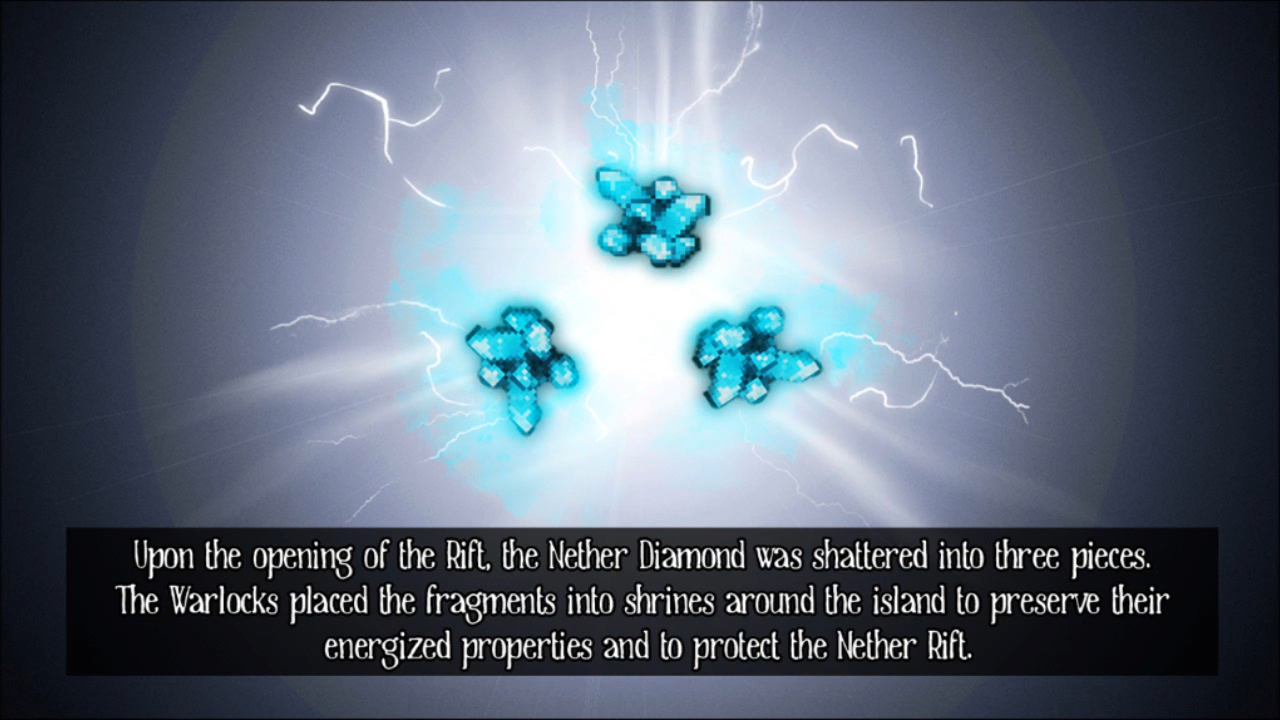 Upon the opening of the Rift, the Nether Diamond was shattered into three pieces.
The Warlocks placed the fragments into shrines around the island to preserve their
energized properties and to protect the Nether Rift.